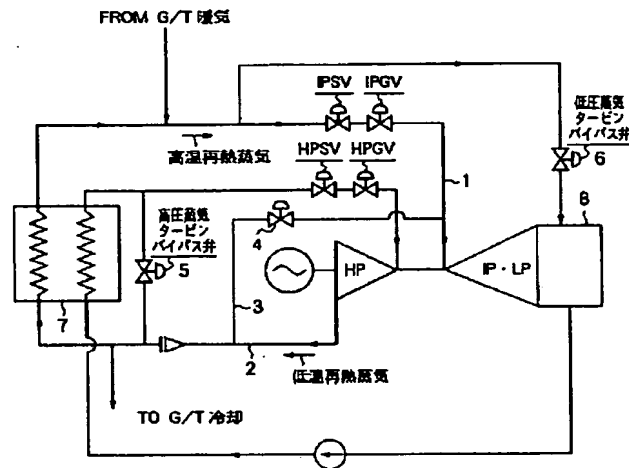 FROM G/T 暖気
IPSV IPGV
高温再熱蒸気
HPSV HPGV
低圧蒸気
タービン
バイパス弁
6
1
8
高圧蒸気
タービン
バイパス弁
5
4
HP
IP・LP
7
3
2
低温再熱蒸気
TO G/T 冷却